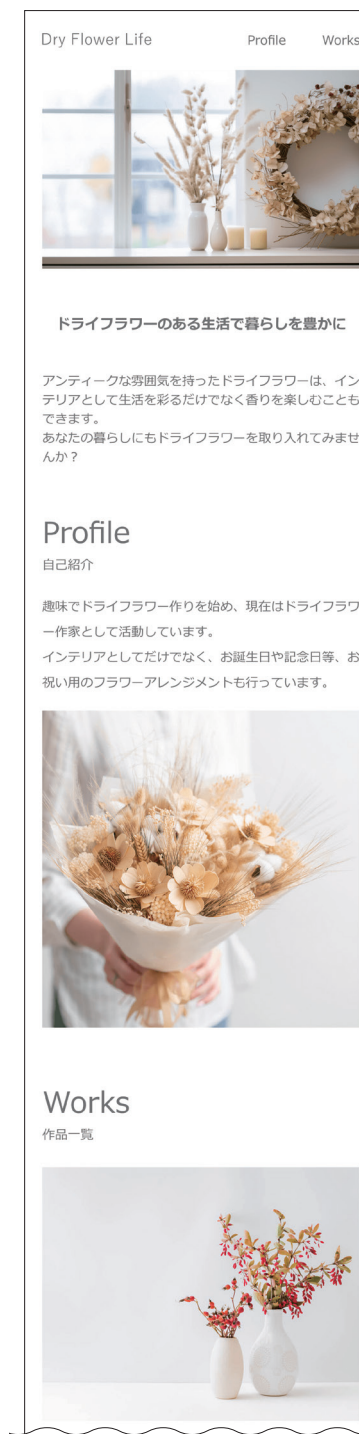 Dry Flower Life
Profile
Works
ドライフラワーのある生活で暮らしを豊かに
アンティークな雰囲気を持ったドライフラワーは、イン
テリアとして生活を彩るだけでなく香りを楽しむことも
できます。
あなたの暮らしにもドライフラワーを取り入れてみませ
んか？
Profile
自己紹介
趣味でドライフラワー作りを始め、現在はドライフラワ
ー作家として活動しています。
インテリアとしてだけでなく、お誕生日や記念日等、お
祝い用のフラワーアレンジメントも行っています。
Works
作品一覧